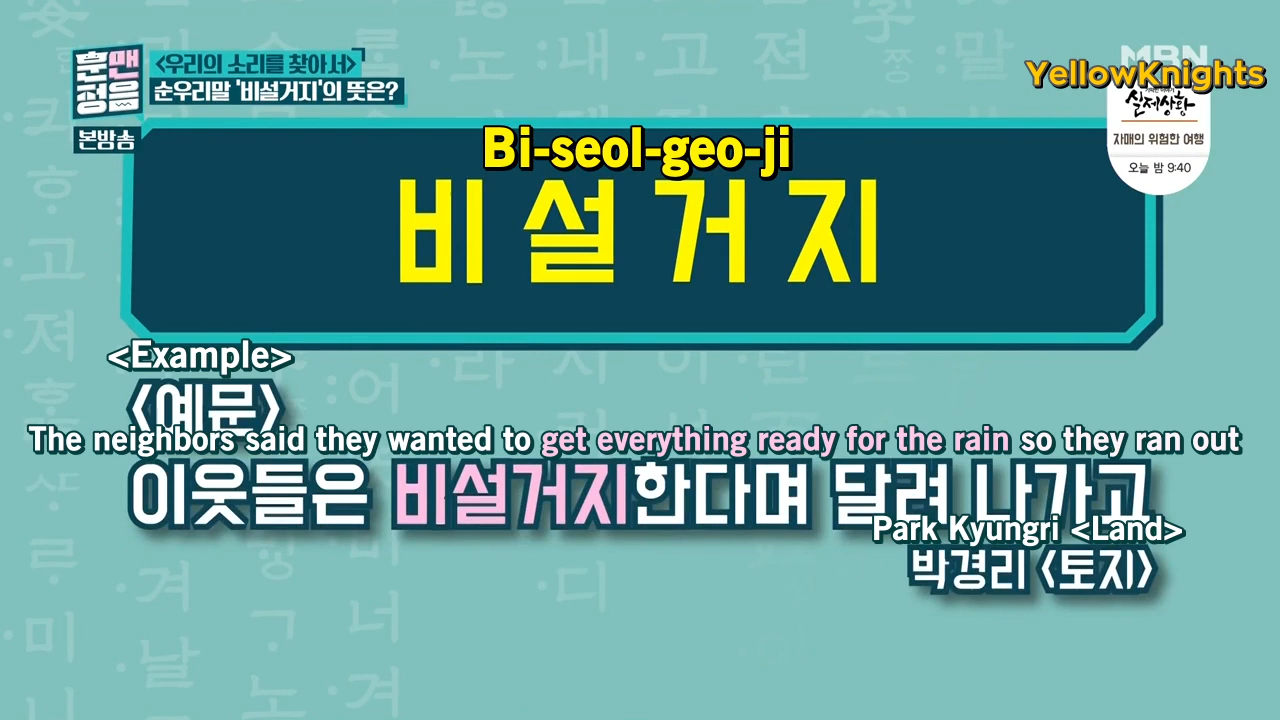 훈맨정음
<우리의 소리를 찾아서>
순우리말 '비설거지'의 뜻은?
본방송
MBN
YellowKnights
실제상황
자매의 위험한 여행
오늘 밤 9:40
Bi-seol-geo-ji
비설거지
<Example>
<예문>
The neighbors said they wanted to get everything ready for the rain so they ran out
이웃들은 비설거지한다며 달려 나가고
Park Kyungri <Land>
박경리 <토지>